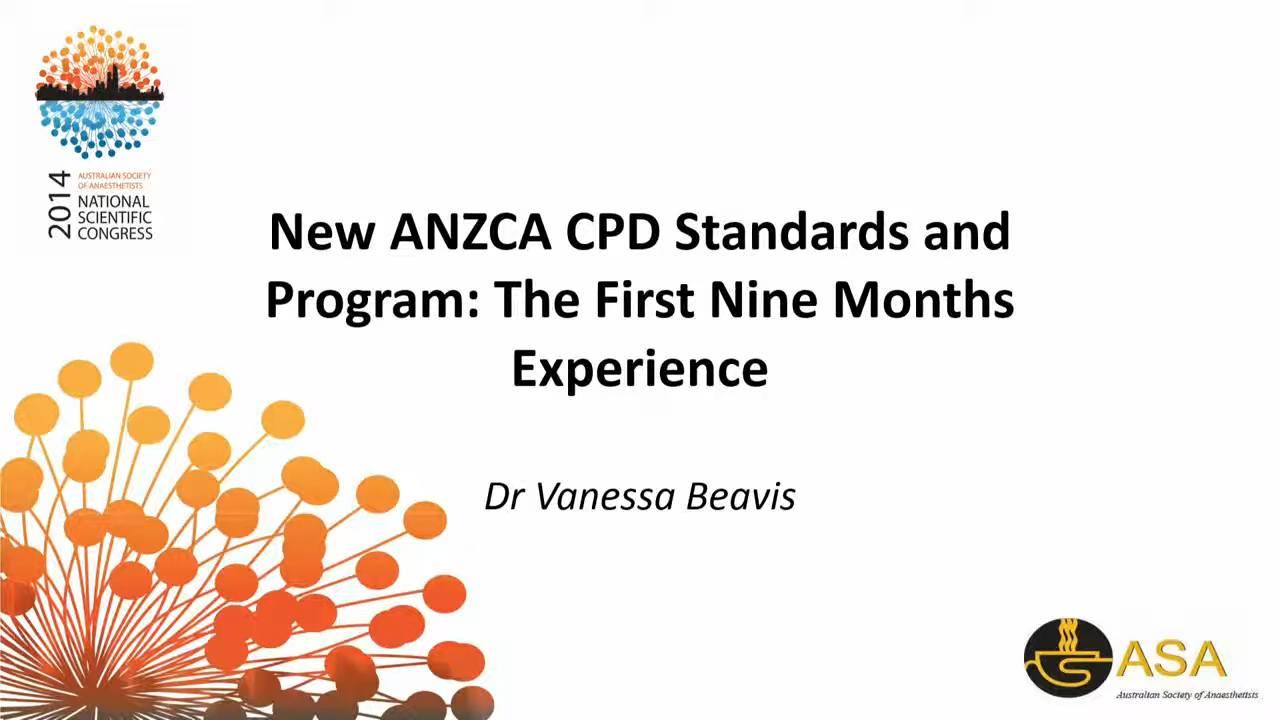 2014
AUSTRALIAN SOCIETY
OF ANAESTHETISTS
NATIONAL
SCIENTIFIC
CONGRESS
New ANZCA CPD Standards and
Program: The First Nine Months
Experience
Dr Vanessa Beavis
ASA
Australian Society of Anaesthetists